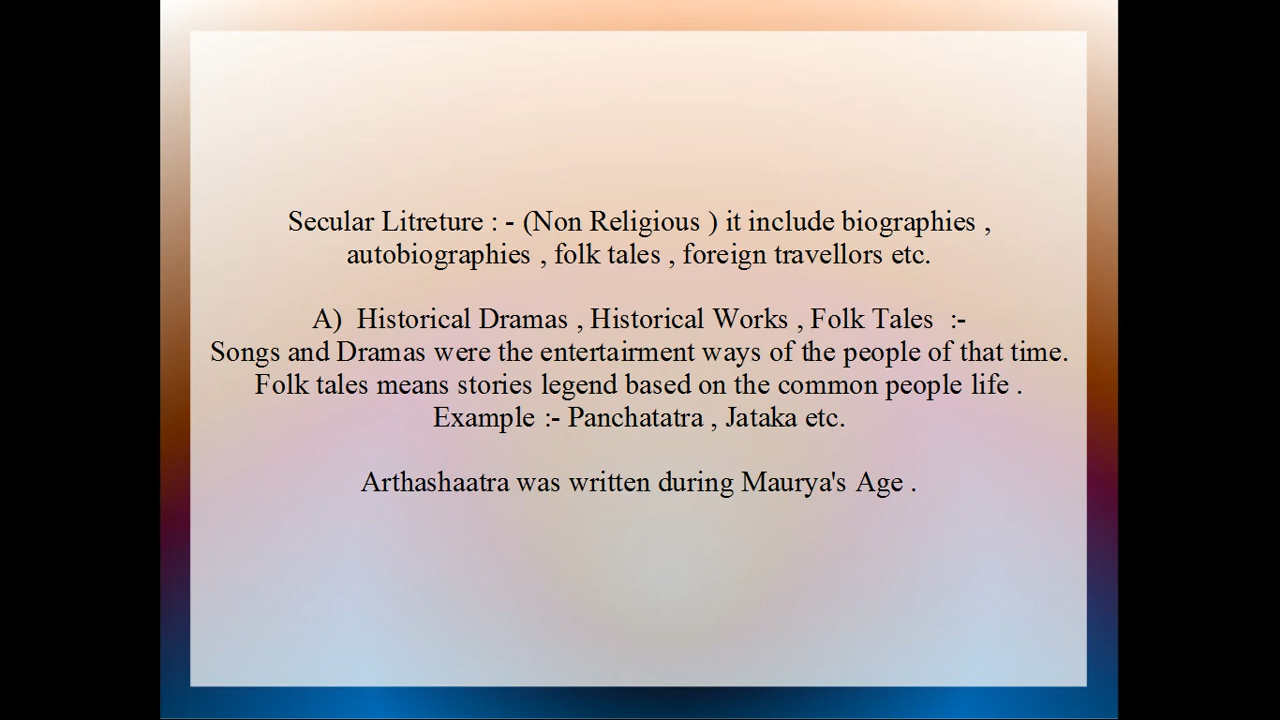 Secular Litreture : - (Non Religious ) it include biographies ,
autobiographies , folk tales , foreign travellors etc.
A)  Historical Dramas , Historical Works , Folk Tales  :-
Songs and Dramas were the entertairment ways of the people of that time.
Folk tales means stories legend based on the common people life .
Example :- Panchatatra , Jataka etc.
Arthashaatra was written during Maurya's Age .